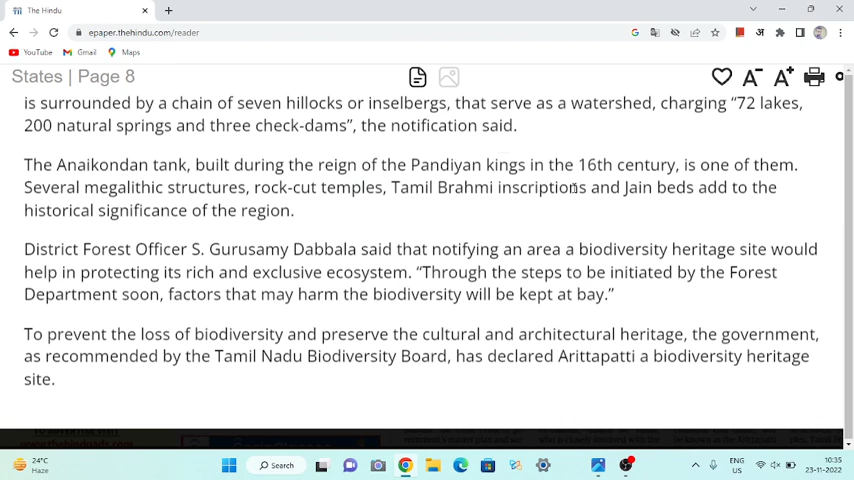 The Hindu
epaper.thehindu.com/reader
YouTube Gmail Maps
States | Page 8
A- A+
is surrounded by a chain of seven hillocks or inselbergs, that serve as a watershed, charging “72 lakes,
200 natural springs and three check-dams”, the notification said.
The Anaikondan tank, built during the reign of the Pandiyan kings in the 16th century, is one of them.
Several megalithic structures, rock-cut temples, Tamil Brahmi inscriptions and Jain beds add to the
historical significance of the region.
District Forest Officer S. Gurusamy Dabbala said that notifying an area a biodiversity heritage site would
help in protecting its rich and exclusive ecosystem. “Through the steps to be initiated by the Forest
Department soon, factors that may harm the biodiversity will be kept at bay.”
To prevent the loss of biodiversity and preserve the cultural and architectural heritage, the government,
as recommended by the Tamil Nadu Biodiversity Board, has declared Arittapatti a biodiversity heritage
site.
www.thehinduads.com
24°C
Haze
Search
ENG
US
10:35
23-11-2022